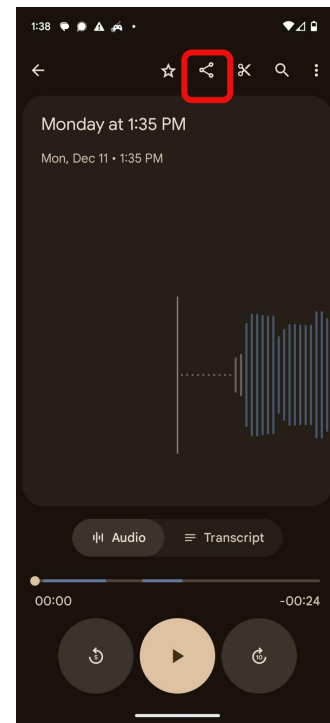 1:38
Monday at 1:35 PM
Mon, Dec 11 • 1:35 PM
Audio
Transcript
00:00
-00:24
5
10